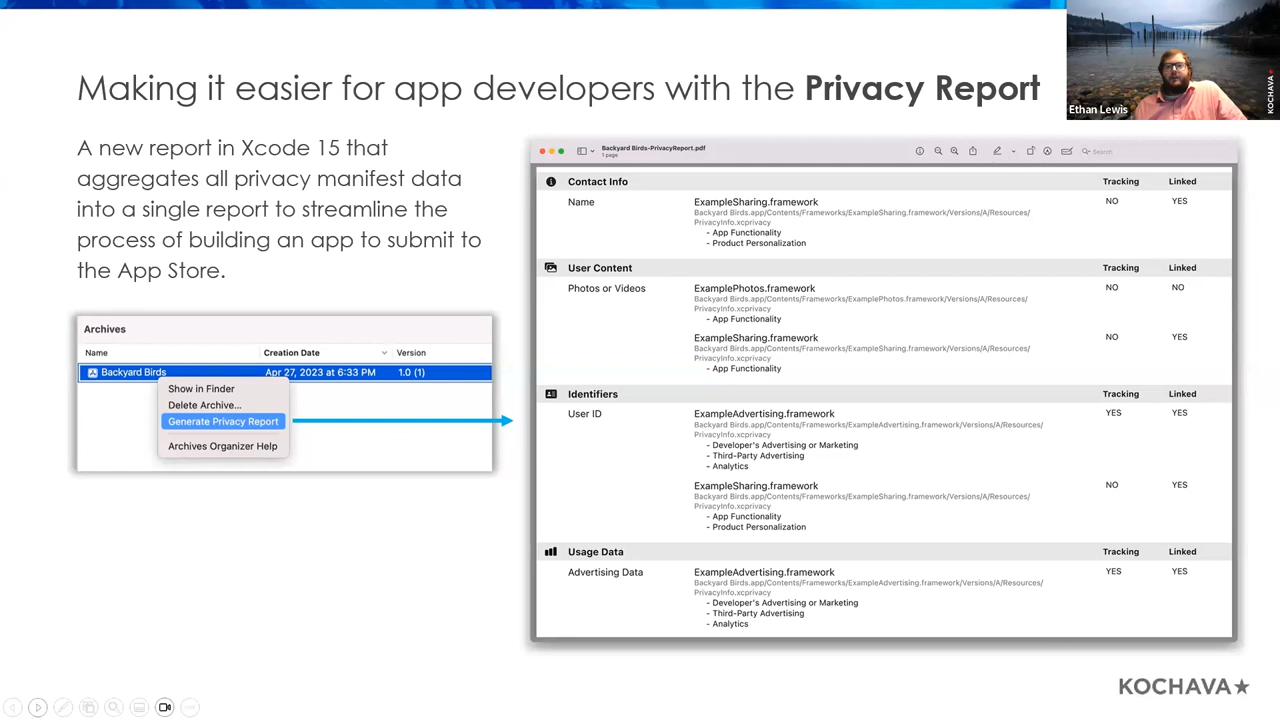 Making it easier for app developers with the Privacy Report
Ethan Lewis
KOCHAVA
A new report in Xcode 15 that
aggregates all privacy manifest data
into a single report to streamline the
process of building an app to submit to
the App Store.
Archives
Name Creation Date Version
Backyard Birds Apr 27, 2023 at 6:33 PM 1.0 (1)
Show in Finder
Delete Archive...
Generate Privacy Report
Archives Organizer Help
Backyard Birds-PrivacyReport.pdf
1 page
Search
Contact Info Tracking Linked
Name ExampleSharing.framework NO YES
Backyard Birds.app/Contents/Frameworks/ExampleSharing.framework/Versions/A/Resources/
PrivacyInfo.xcprivacy
- App Functionality
- Product Personalization
User Content Tracking Linked
Photos or Videos ExamplePhotos.framework NO NO
Backyard Birds.app/Contents/Frameworks/ExamplePhotos.framework/Versions/A/Resources/
PrivacyInfo.xcprivacy
- App Functionality
ExampleSharing.framework NO YES
Backyard Birds.app/Contents/Frameworks/ExampleSharing.framework/Versions/A/Resources/
PrivacyInfo.xcprivacy
- App Functionality
Identifiers Tracking Linked
User ID ExampleAdvertising.framework YES YES
Backyard Birds.app/Contents/Frameworks/ExampleAdvertising.framework/Versions/A/Resources/
PrivacyInfo.xcprivacy
- Developer's Advertising or Marketing
- Third-Party Advertising
- Analytics
ExampleSharing.framework NO YES
Backyard Birds.app/Contents/Frameworks/ExampleSharing.framework/Versions/A/Resources/
PrivacyInfo.xcprivacy
- App Functionality
- Product Personalization
Usage Data Tracking Linked
Advertising Data ExampleAdvertising.framework YES YES
Backyard Birds.app/Contents/Frameworks/ExampleAdvertising.framework/Versions/A/Resources/
PrivacyInfo.xcprivacy
- Developer's Advertising or Marketing
- Third-Party Advertising
- Analytics
KOCHAVA